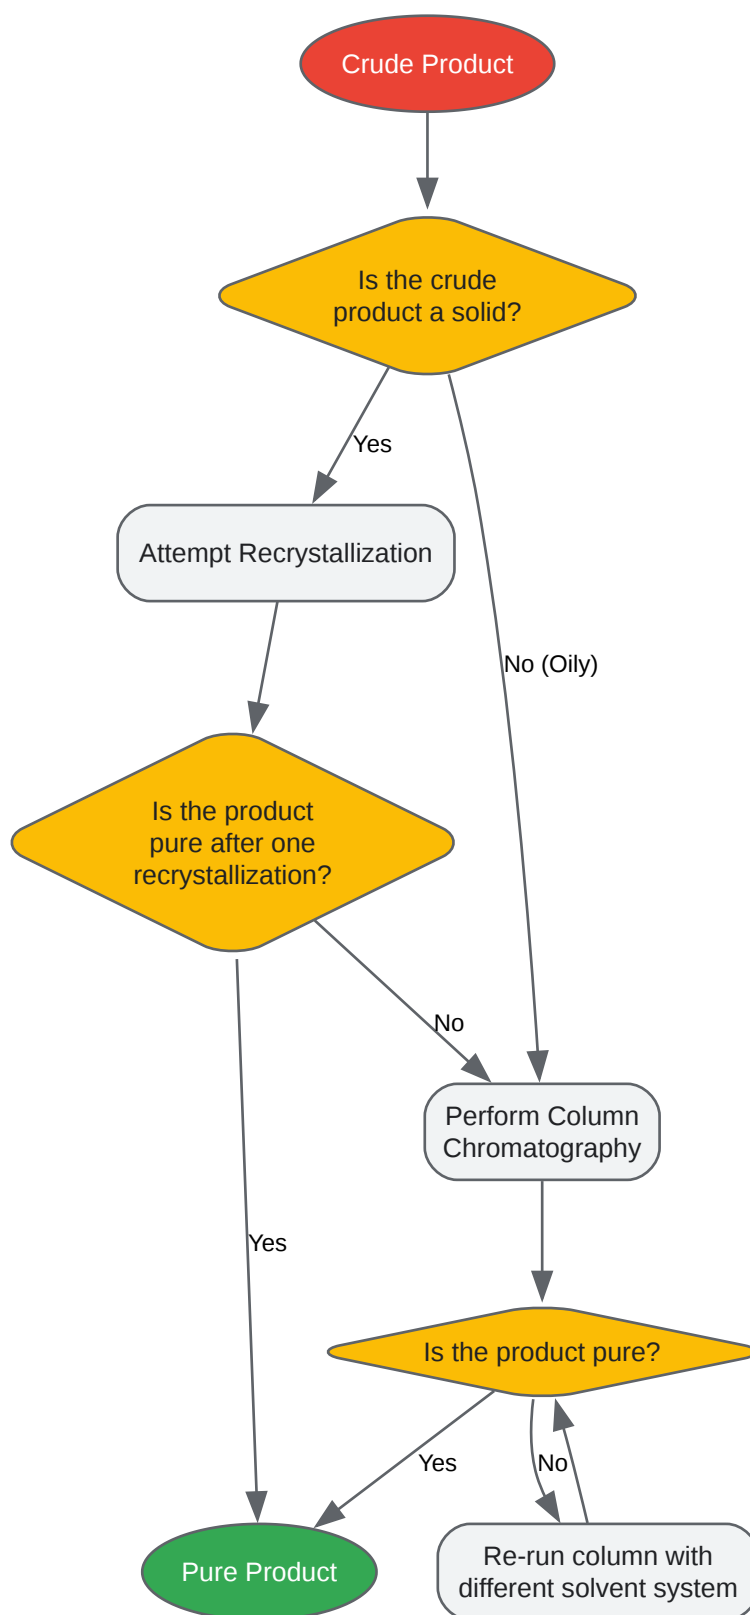 Crude Product
Is the crude
product a solid?
Yes
Attempt Recrystallization
No (Oily)
Is the product
pure after one
recrystallization?
No
Perform Column
Chromatography
Yes
Is the product pure?
Yes
No
Pure Product
Re-run column with
different solvent system